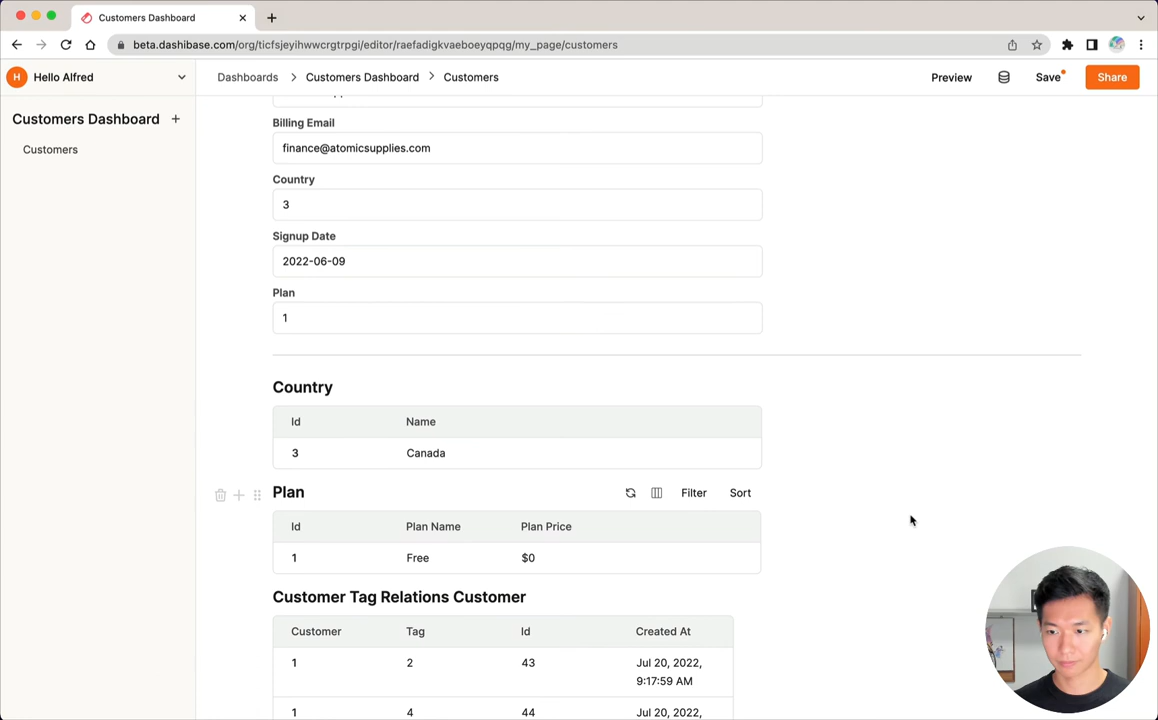 Customers Dashboard
beta.dashibase.com/org/ticfsjeyihwwcrgtrpgi/editor/raefadigkvaeboeyqpqg/my_page/customers
H Hello Alfred
Dashboards > Customers Dashboard > Customers
Preview
Save
Share
Customers Dashboard +
Customers
Billing Email
finance@atomicsupplies.com
Country
3
Signup Date
2022-06-09
Plan
1
Country
Id Name
3 Canada
Plan
Filter Sort
Id Plan Name Plan Price
1 Free $0
Customer Tag Relations Customer
Customer Tag Id Created At
1 2 43 Jul 20, 2022,
9:17:59 AM
1 4 44 Jul 20, 2022,